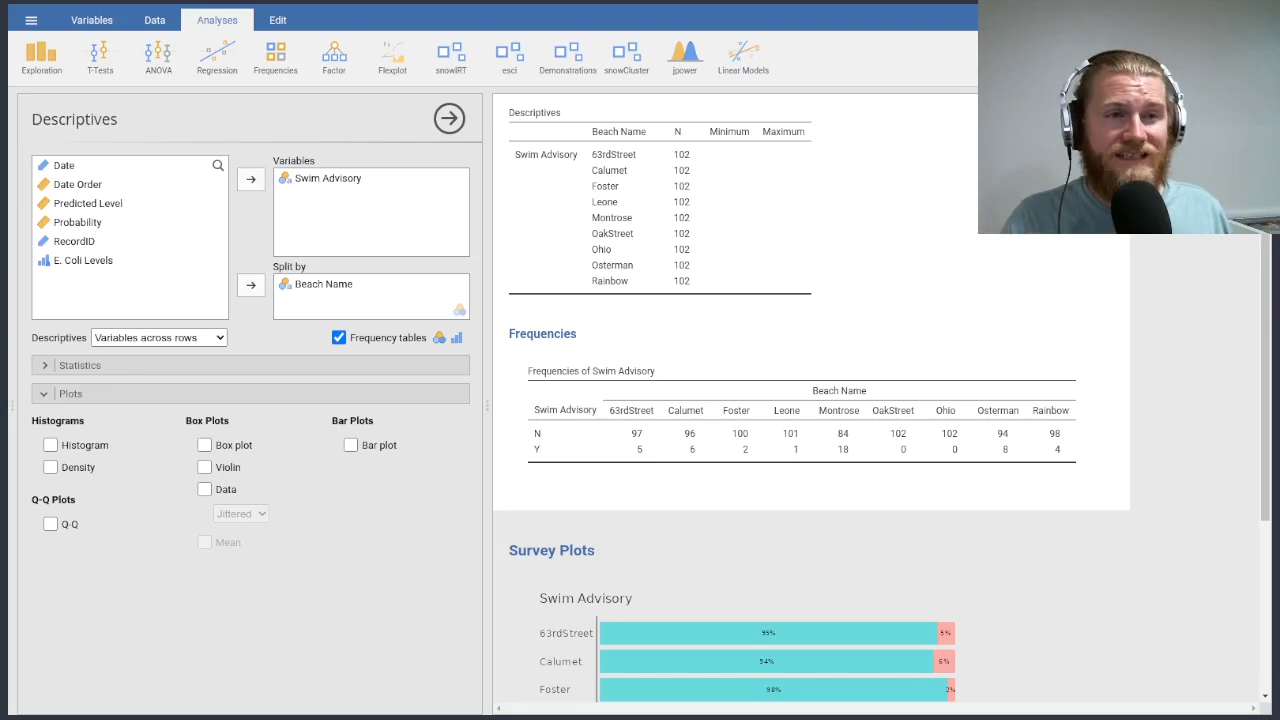 Variables Data Analyses Edit
Exploration T-Tests ANOVA Regression Frequencies Factor Flexplot snowIRT esci Demonstrations snowCluster jpower Linear Models
Descriptives
Date
Date Order
Predicted Level
Probability
RecordID
E. Coli Levels
Variables
Swim Advisory
Split by
Beach Name
Descriptives Variables across rows Frequency tables
Statistics
Plots
Histograms Box Plots Bar Plots
Histogram Box plot Bar plot
Density Violin
Data
Q-Q Plots
Jittered
Q-Q
Mean
Descriptives
Beach Name N Minimum Maximum
Swim Advisory 63rdStreet 102
Calumet 102
Foster 102
Leone 102
Montrose 102
OakStreet 102
Ohio 102
Osterman 102
Rainbow 102
Frequencies
Frequencies of Swim Advisory
Beach Name
Swim Advisory 63rdStreet Calumet Foster Leone Montrose OakStreet Ohio Osterman Rainbow
N 97 96 100 101 84 102 102 94 98
Y 5 6 2 1 18 0 0 8 4
Survey Plots
Swim Advisory
63rdStreet 95% 5%
Calumet 94% 6%
Foster 98% 2%